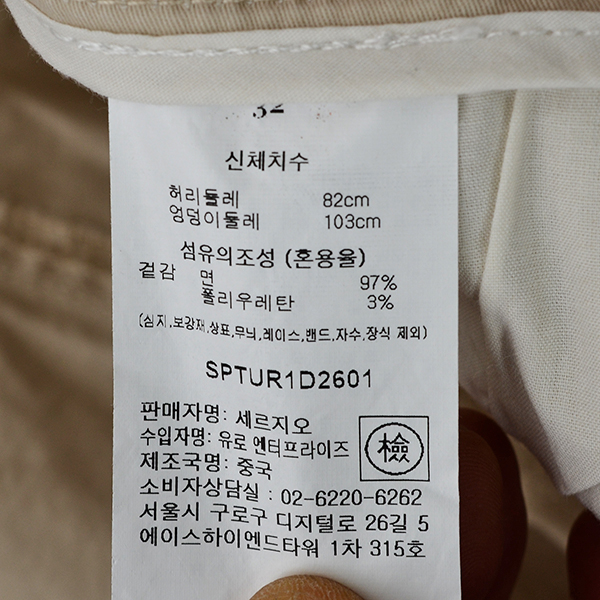 32
신체치수
허리둘레 82cm
엉덩이둘레 103cm
섬유의조성 (혼용율)
겉감 면 97%
폴리우레탄 3%
(심지,보강재,상표,무늬,레이스,밴드,자수,장식 제외)
SPTUR1D2601
판매자명: 세르지오
수입자명: 유로 엔터프라이즈
제조국명: 중국
檢
소비자상담실 : 02-6220-6262
서울시 구로구 디지털로 26길 5
에이스하이엔드타워 1차 315호